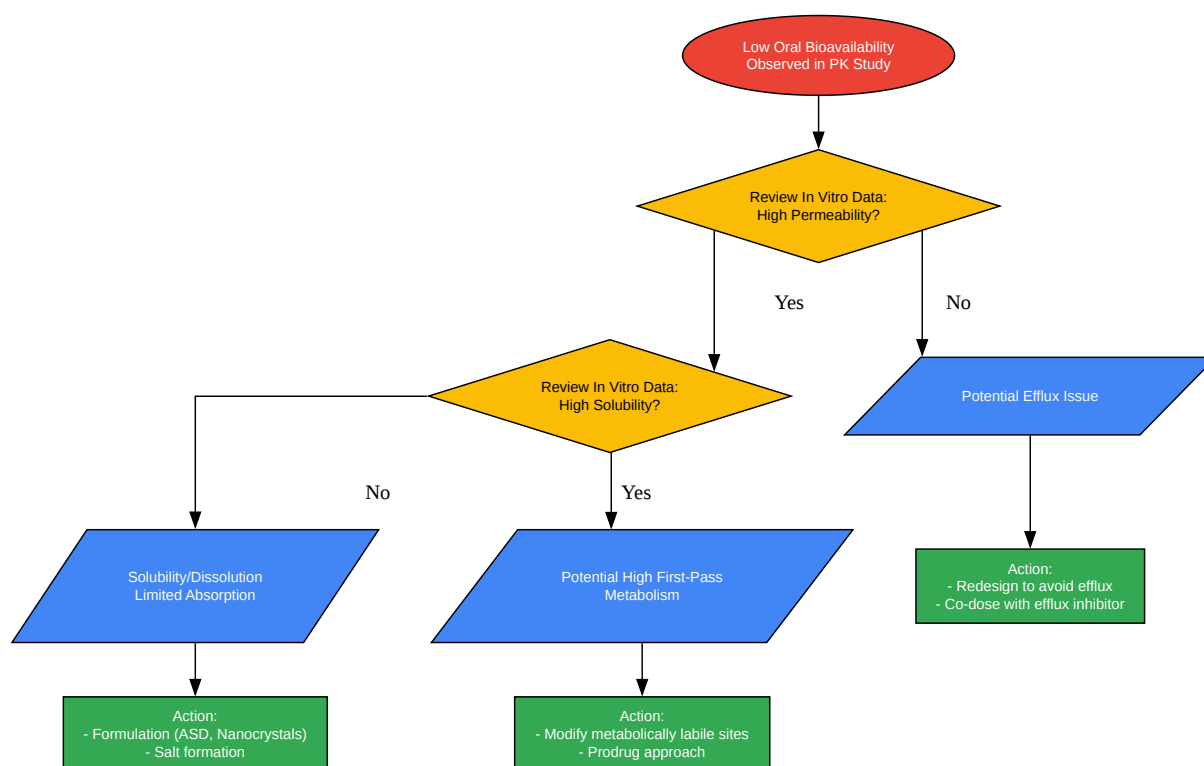 Low Oral Bioavailability
Observed in PK Study
Review In Vitro Data:
High Permeability?
Yes
No
Review In Vitro Data:
High Solubility?
Potential Efflux Issue
No
Yes
Solubility/Dissolution
Limited Absorption
Potential High First-Pass
Metabolism
Action:
- Redesign to avoid efflux
- Co-dose with efflux inhibitor
Action:
- Formulation (ASD, Nanocrystals)
- Salt formation
Action:
- Modify metabolically labile sites
- Prodrug approach